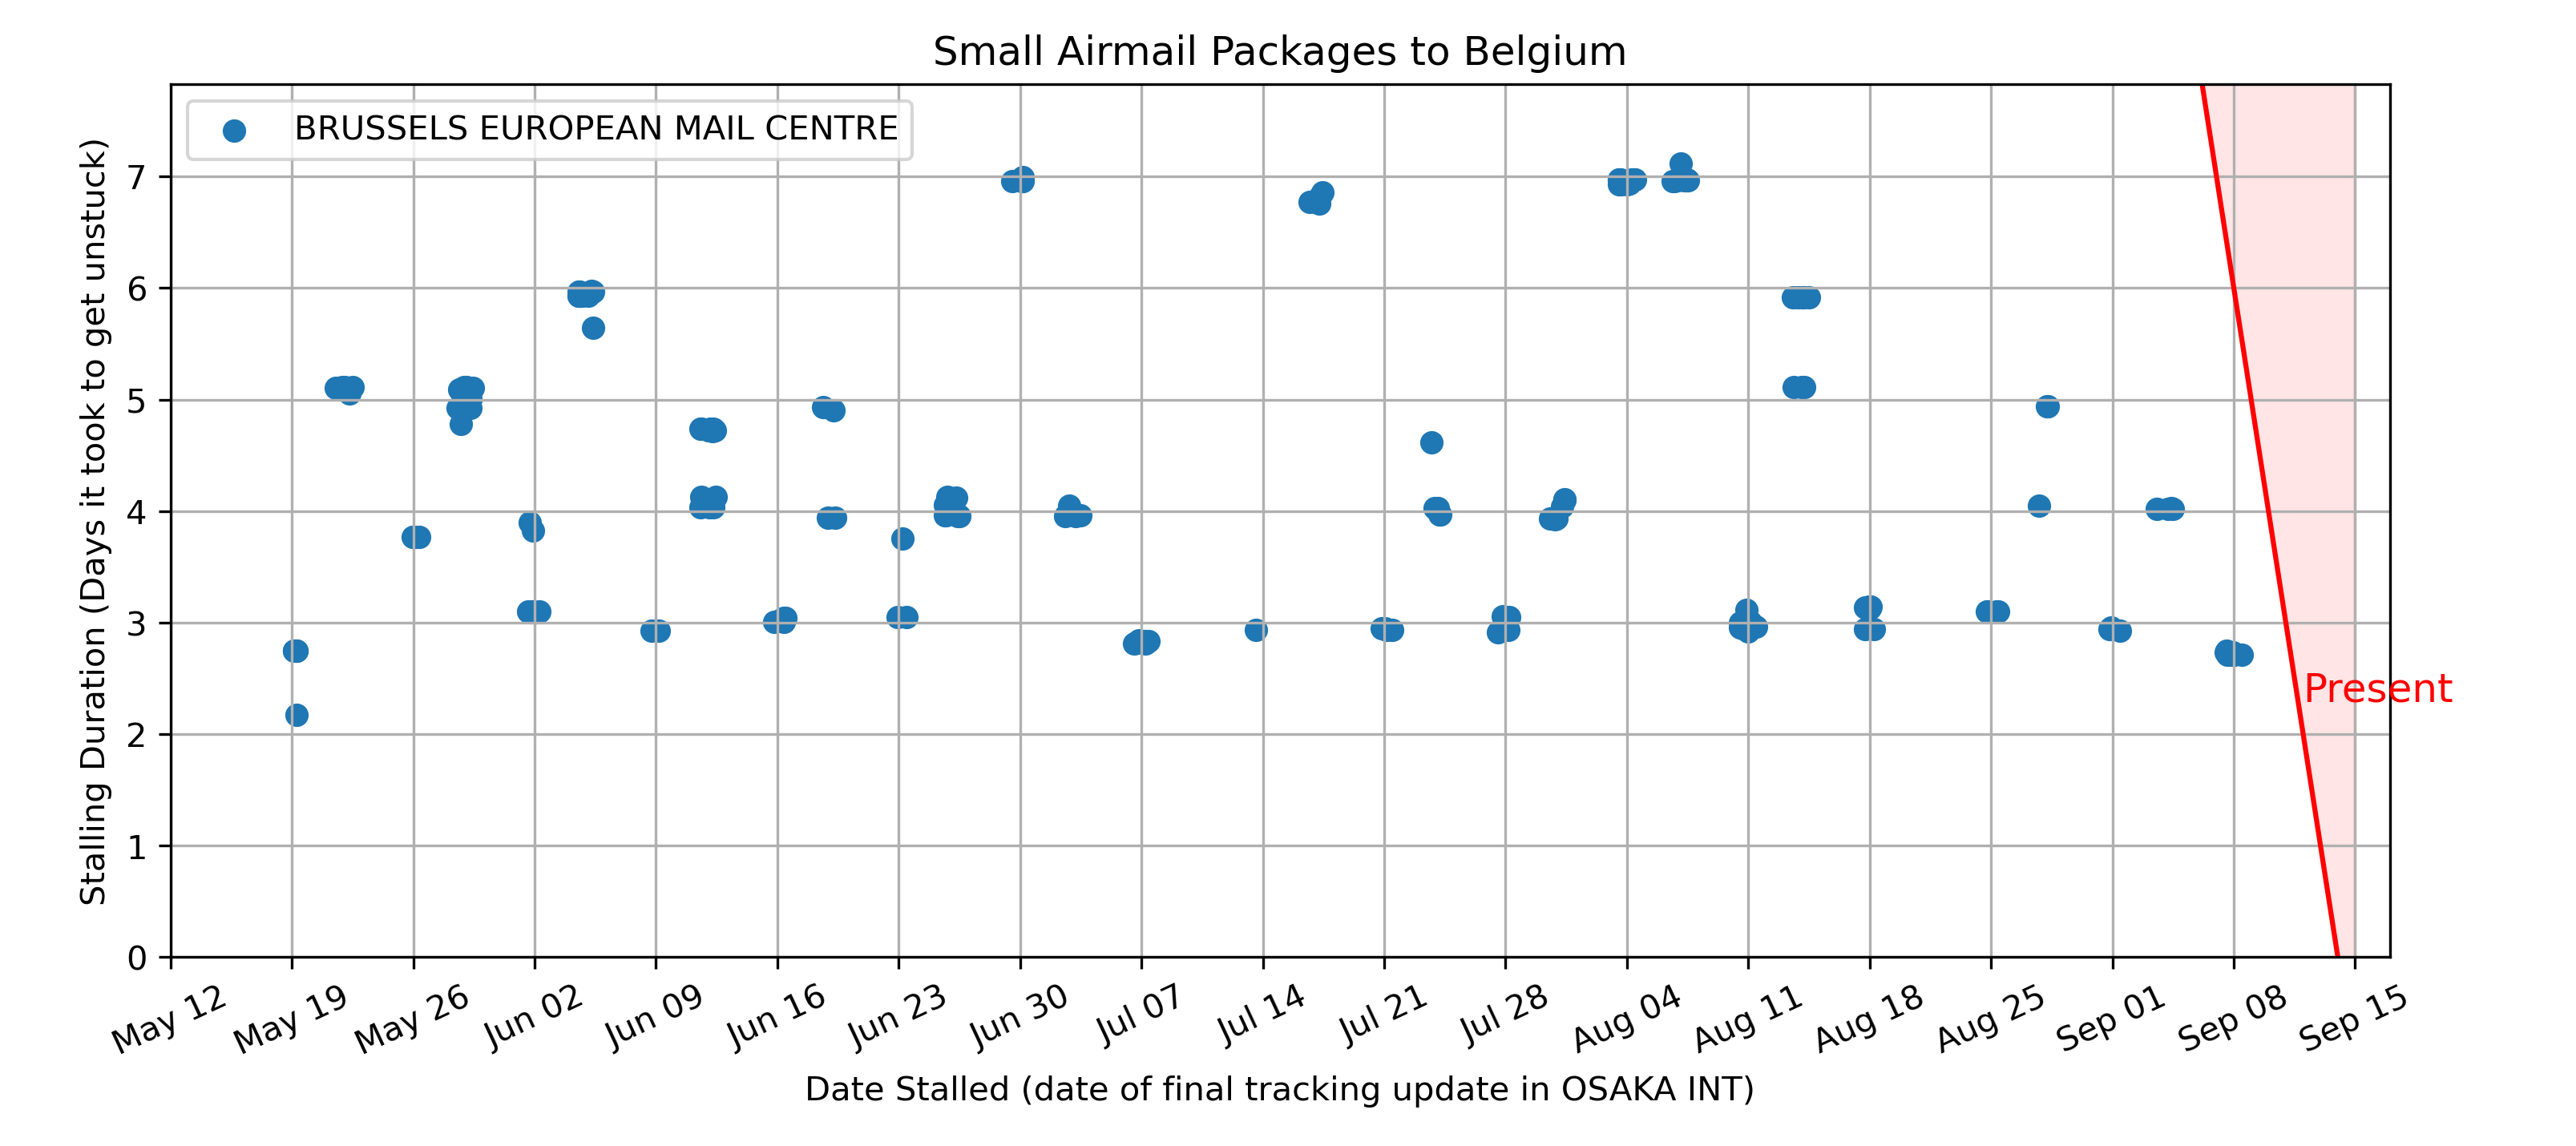 Small Airmail Packages to Belgium
BRUSSELS EUROPEAN MAIL CENTRE
Stalling Duration (Days it took to get unstuck)
7
6
5
4
3
2
1
0
Present
May 12
May 19
May 26
Jun 02
Jun 09
Jun 16
Jun 23
Jun 30
Jul 07
Jul 14
Jul 21
Jul 28
Aug 04
Aug 11
Aug 18
Aug 25
Sep 01
Sep 08
Sep 15
Date Stalled (date of final tracking update in OSAKA INT)